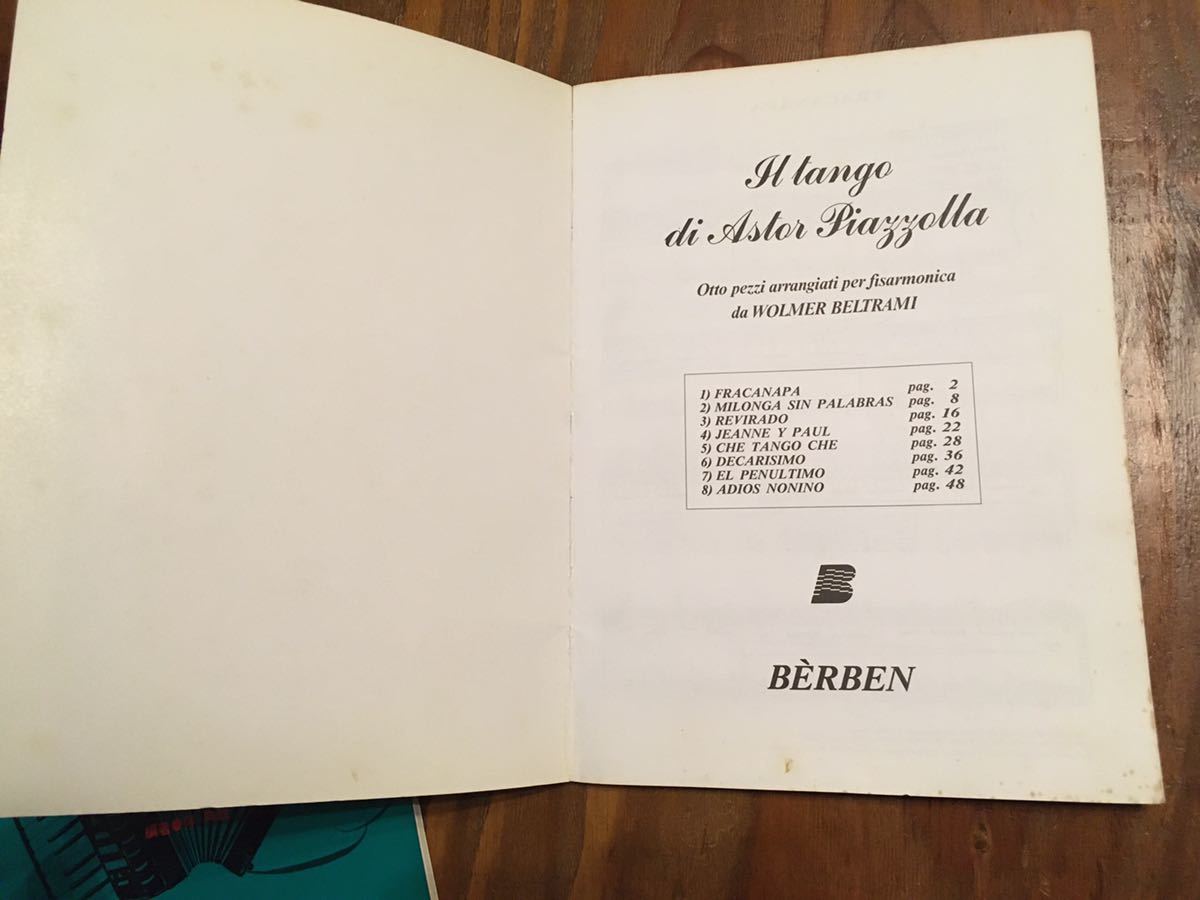 Il tango
di Astor Piazzolla
Otto pezzi arrangiati per fisarmonica
da WOLMER BELTRAMI
1) FRACANAPA pag. 2
2) MILONGA SIN PALABRAS pag. 8
3) REVIRADO pag. 16
4) JEANNE Y PAUL pag. 22
5) CHE TANGO CHE pag. 28
6) DECARISIMO pag. 36
7) EL PENULTIMO pag. 42
8) ADIOS NONINO pag. 48
B
BÈRBEN